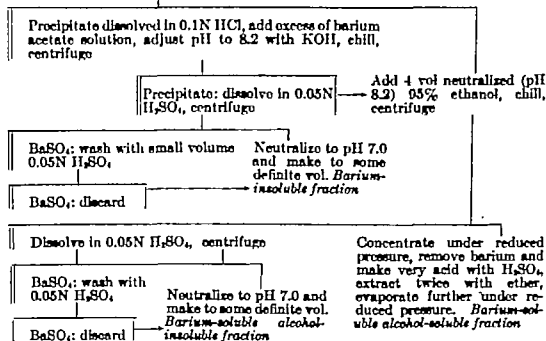 Precipitate dissolved in 0.1N HCl, add excess of barium
acetate solution, adjust pH to 8.2 with KOH, chill,
centrifuge
Precipitate: dissolve in 0.05N
H₂SO₄, centrifuge
Add 4 vol neutralized (pH
8.2) 95% ethanol, chill,
centrifuge
BaSO₄: wash with small volume
0.05N H₂SO₄
Neutralize to pH 7.0
and make to some
definite vol. Barium-
insoluble fraction
BaSO₄: discard
Dissolve in 0.05N H₂SO₄, centrifuge
BaSO₄: wash with
0.05N H₂SO₄
Neutralize to pH 7.0 and
make to some definite vol.
Barium-soluble alcohol-
insoluble fraction
BaSO₄: discard
Concentrate under reduced
pressure, remove barium and
make very acid with H₂SO₄,
extract twice with ether,
evaporate further under re-
duced pressure. Barium-sol-
uble alcohol-soluble fraction